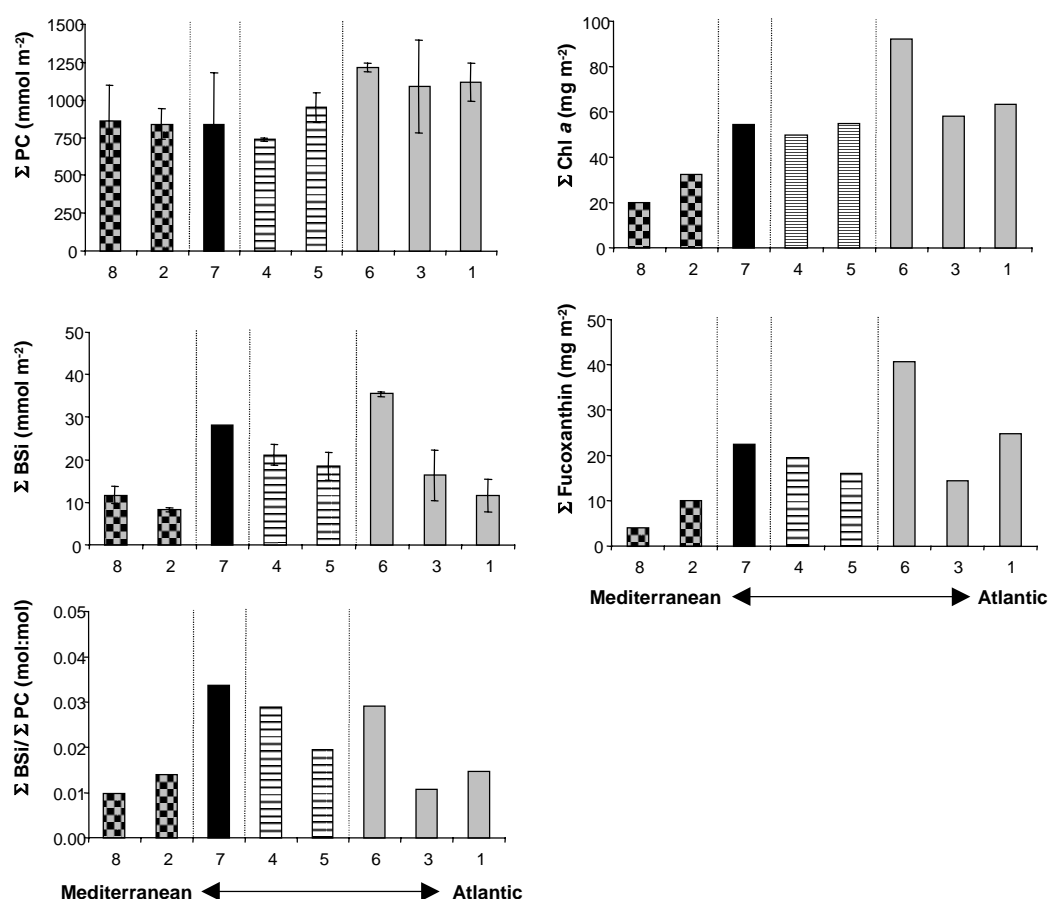 Σ PC (mmol m⁻²)
1500
1250
1000
750
500
250
0
8 2 7 4 5 6 3 1
Σ Chl a (mg m⁻²)
100
80
60
40
20
0
8 2 7 4 5 6 3 1
Σ BSi (mmol m⁻²)
50
40
30
20
10
0
8 2 7 4 5 6 3 1
Σ Fucoxanthin (mg m⁻²)
50
40
30
20
10
0
8 2 7 4 5 6 3 1
Mediterranean Atlantic
Σ BSi/ Σ PC (mol:mol)
0.05
0.04
0.03
0.02
0.01
0.00
8 2 7 4 5 6 3 1
Mediterranean Atlantic